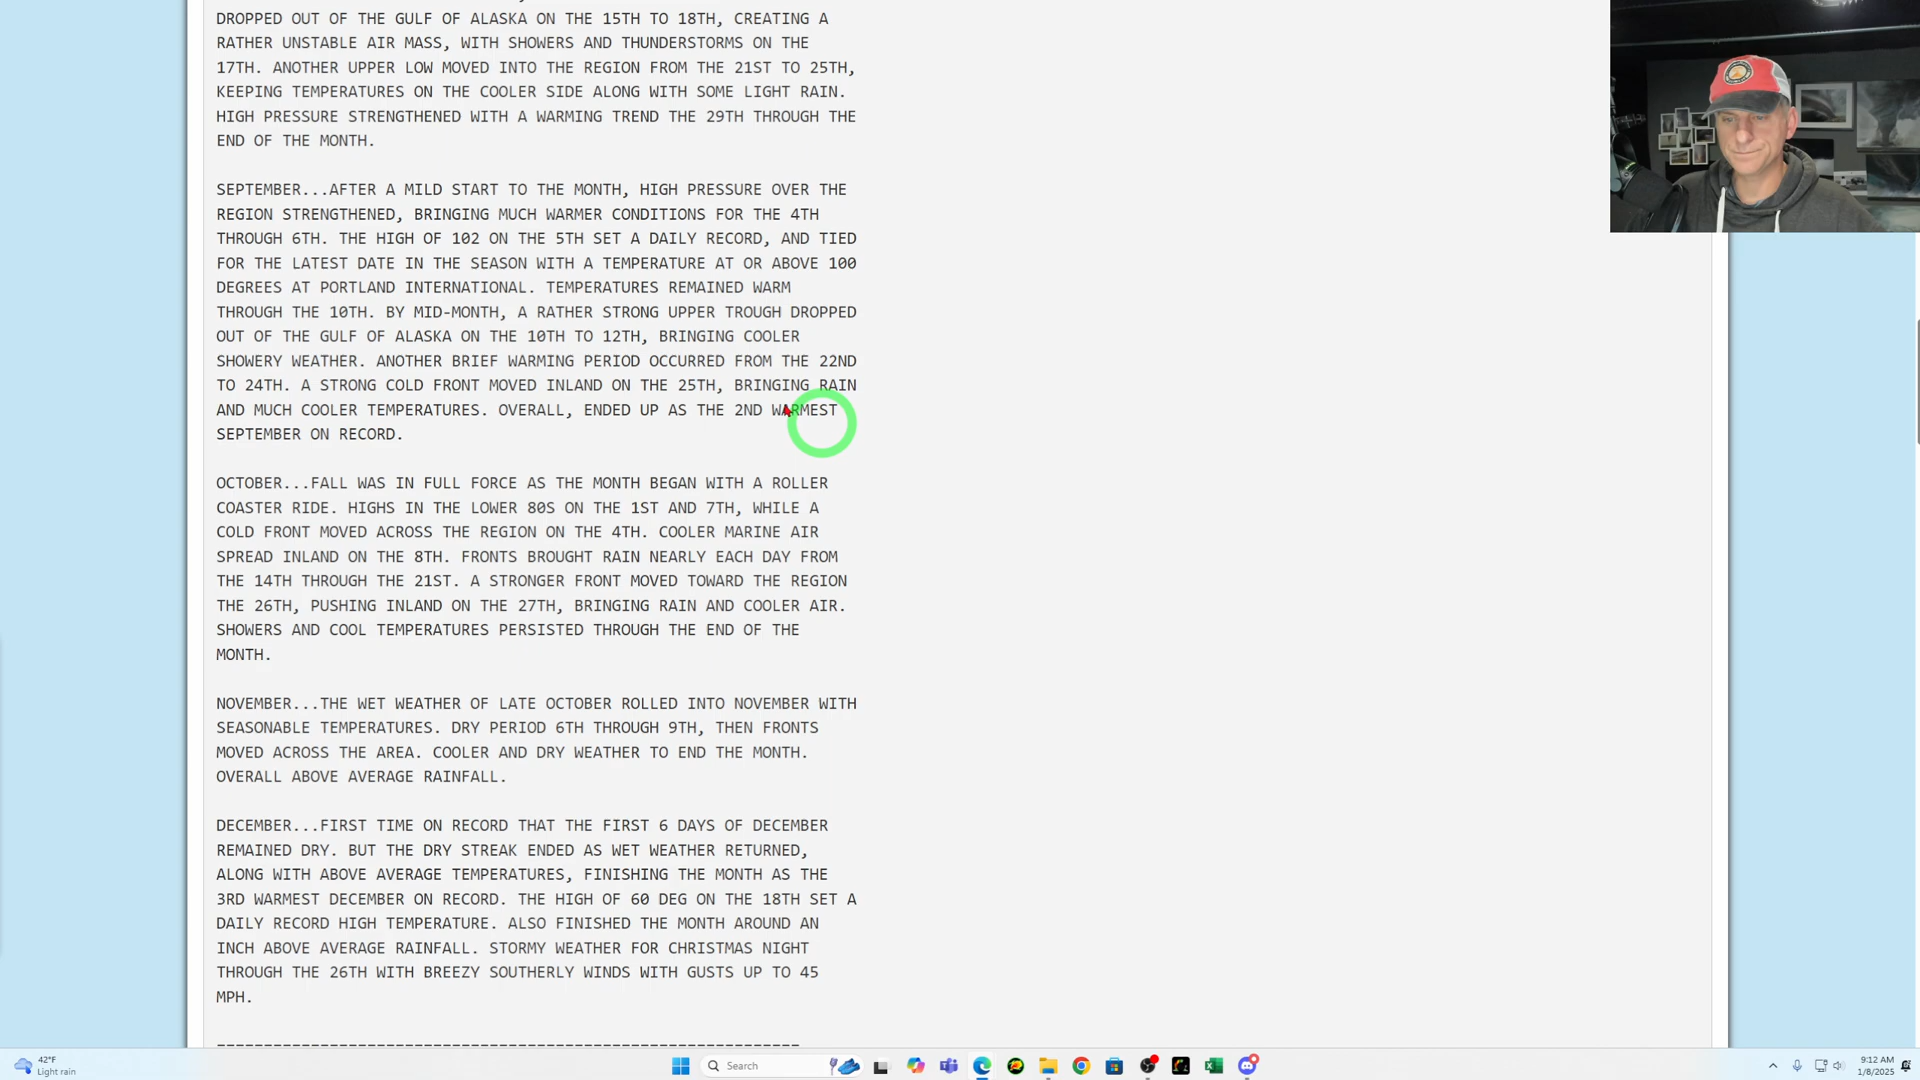 DROPPED OUT OF THE GULF OF ALASKA ON THE 15TH TO 18TH, CREATING A
RATHER UNSTABLE AIR MASS, WITH SHOWERS AND THUNDERSTORMS ON THE
17TH. ANOTHER UPPER LOW MOVED INTO THE REGION FROM THE 21ST TO 25TH,
KEEPING TEMPERATURES ON THE COOLER SIDE ALONG WITH SOME LIGHT RAIN.
HIGH PRESSURE STRENGTHENED WITH A WARMING TREND THE 29TH THROUGH THE
END OF THE MONTH.
SEPTEMBER...AFTER A MILD START TO THE MONTH, HIGH PRESSURE OVER THE
REGION STRENGTHENED, BRINGING MUCH WARMER CONDITIONS FOR THE 4TH
THROUGH 6TH. THE HIGH OF 102 ON THE 5TH SET A DAILY RECORD, AND TIED
FOR THE LATEST DATE IN THE SEASON WITH A TEMPERATURE AT OR ABOVE 100
DEGREES AT PORTLAND INTERNATIONAL. TEMPERATURES REMAINED WARM
THROUGH THE 10TH. BY MID-MONTH, A RATHER STRONG UPPER TROUGH DROPPED
OUT OF THE GULF OF ALASKA ON THE 10TH TO 12TH, BRINGING COOLER
SHOWERY WEATHER. ANOTHER BRIEF WARMING PERIOD OCCURRED FROM THE 22ND
TO 24TH. A STRONG COLD FRONT MOVED INLAND ON THE 25TH, BRINGING RAIN
AND MUCH COOLER TEMPERATURES. OVERALL, ENDED UP AS THE 2ND WARMEST
SEPTEMBER ON RECORD.
OCTOBER...FALL WAS IN FULL FORCE AS THE MONTH BEGAN WITH A ROLLER
COASTER RIDE. HIGHS IN THE LOWER 80S ON THE 1ST AND 7TH, WHILE A
COLD FRONT MOVED ACROSS THE REGION ON THE 4TH. COOLER MARINE AIR
SPREAD INLAND ON THE 8TH. FRONTS BROUGHT RAIN NEARLY EACH DAY FROM
THE 14TH THROUGH THE 21ST. A STRONGER FRONT MOVED TOWARD THE REGION
THE 26TH, PUSHING INLAND ON THE 27TH, BRINGING RAIN AND COOLER AIR.
SHOWERS AND COOL TEMPERATURES PERSISTED THROUGH THE END OF THE
MONTH.
NOVEMBER...THE WET WEATHER OF LATE OCTOBER ROLLED INTO NOVEMBER WITH
SEASONABLE TEMPERATURES. DRY PERIOD 6TH THROUGH 9TH, THEN FRONTS
MOVED ACROSS THE AREA. COOLER AND DRY WEATHER TO END THE MONTH.
OVERALL ABOVE AVERAGE RAINFALL.
DECEMBER...FIRST TIME ON RECORD THAT THE FIRST 6 DAYS OF DECEMBER
REMAINED DRY. BUT THE DRY STREAK ENDED AS WET WEATHER RETURNED,
ALONG WITH ABOVE AVERAGE TEMPERATURES, FINISHING THE MONTH AS THE
3RD WARMEST DECEMBER ON RECORD. THE HIGH OF 60 DEG ON THE 18TH SET A
DAILY RECORD HIGH TEMPERATURE. ALSO FINISHED THE MONTH AROUND AN
INCH ABOVE AVERAGE RAINFALL. STORMY WEATHER FOR CHRISTMAS NIGHT
THROUGH THE 26TH WITH BREEZY SOUTHERLY WINDS WITH GUSTS UP TO 45
MPH.
42°F
Light rain
Search
9:12 AM
1/8/2025